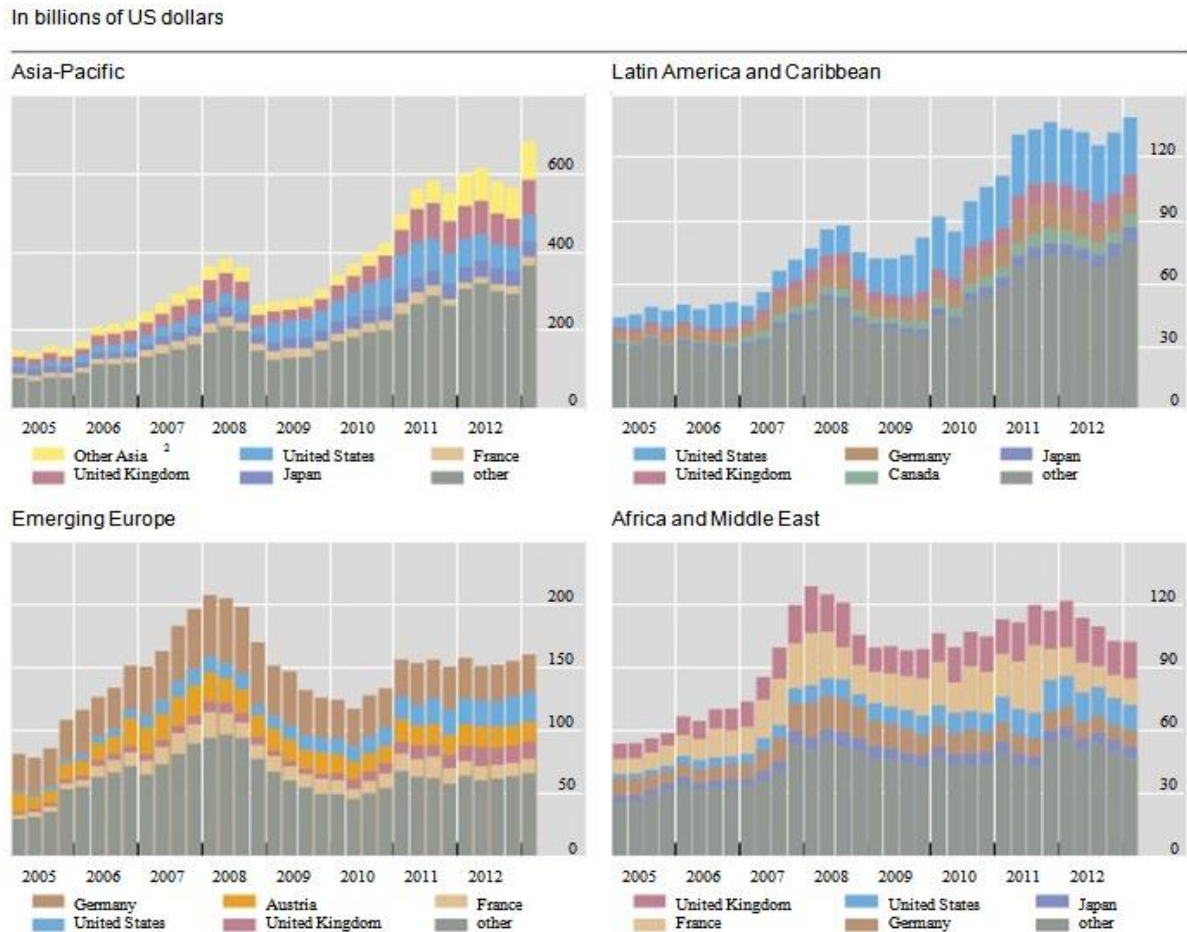 In billions of US dollars
Asia-Pacific
600
400
200
0
2005 2006 2007 2008 2009 2010 2011 2012
Other Asia 2 United States France
United Kingdom Japan other
Latin America and Caribbean
120
90
60
30
0
2005 2006 2007 2008 2009 2010 2011 2012
United States Germany Japan
United Kingdom Canada other
Emerging Europe
200
150
100
50
0
2005 2006 2007 2008 2009 2010 2011 2012
Germany Austria France
United States United Kingdom other
Africa and Middle East
120
90
60
30
0
2005 2006 2007 2008 2009 2010 2011 2012
United Kingdom United States Japan
France Germany other